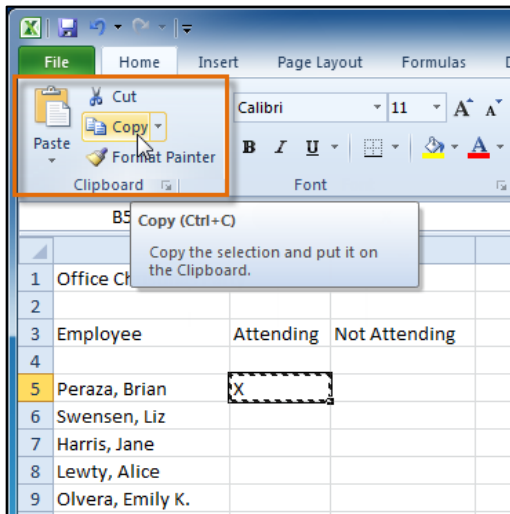 File Home Insert Page Layout Formulas
Cut
Calibri 11 A A
Copy
Paste
Format Painter
B I U A
Clipboard Font
B5
Copy (Ctrl+C)
Copy the selection and put it on
the Clipboard.
1 Office Ch
2
3 Employee Attending Not Attending
4
5 Peraza, Brian X
6 Swensen, Liz
7 Harris, Jane
8 Lewty, Alice
9 Olvera, Emily K.